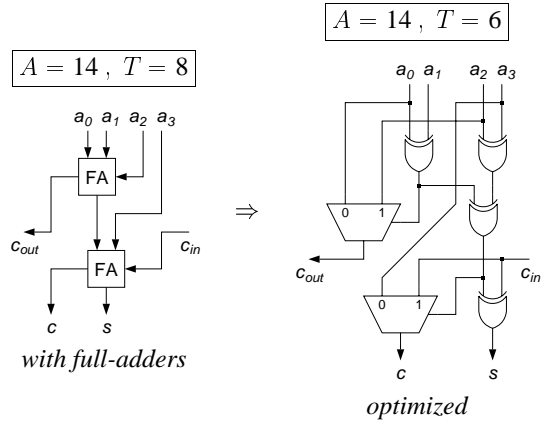 A = 14 , T = 6
A = 14 , T = 8
a0 a1 a2 a3
a0 a1 a2 a3
FA
0 1
cout
cin
⇒
FA
cout
cin
0 1
c s
c s
with full-adders
optimized